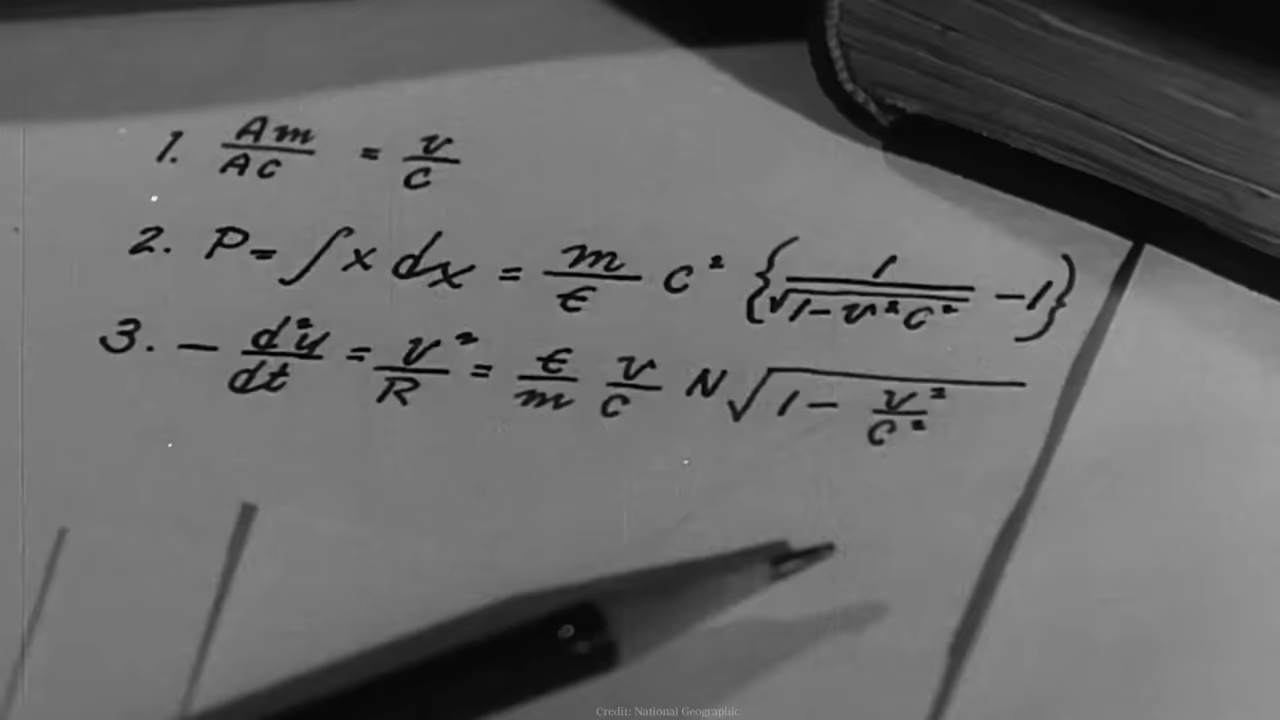 1. Am/Ac = v/c
2. P = ∫x dx = m/ϵ c² {1/√1-v²c² -1}
3. - d²y/dt = v²/R = ϵ/m v/c N√1- v²/c²
Credit: National Geographic